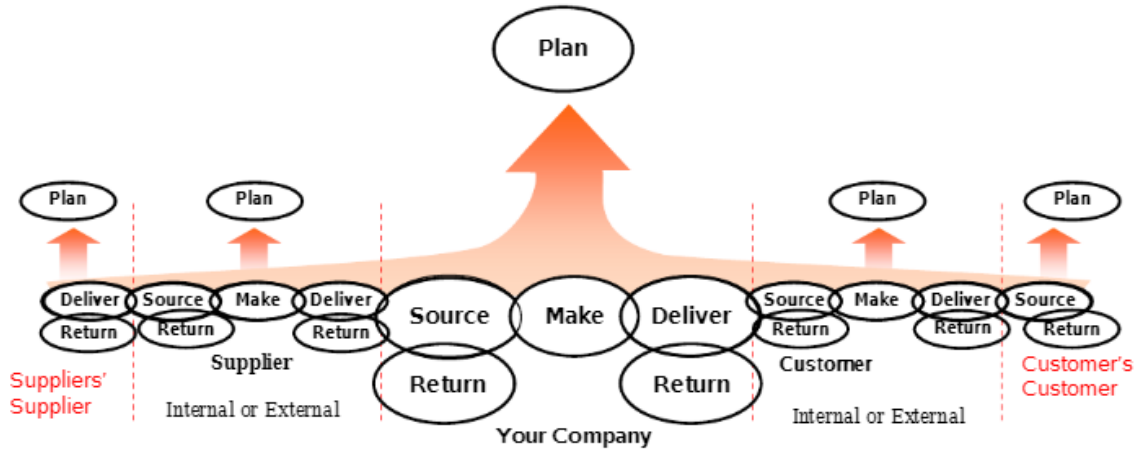 Plan
Plan
Plan
Plan
Plan
Deliver
Source
Make
Deliver
Source
Make
Deliver
Source
Make
Deliver
Source
Return
Return
Return
Return
Return
Return
Return
Return
Supplier
Customer
Suppliers'
Supplier
Customer's
Customer
Internal or External
Internal or External
Your Company